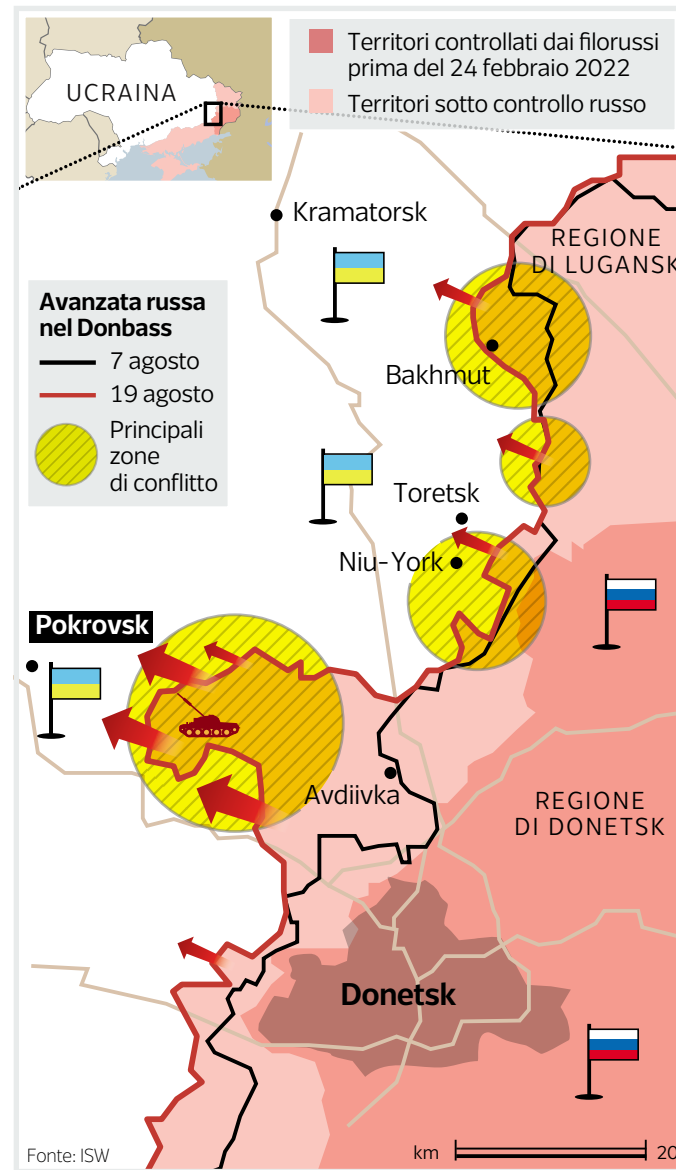 UCRAINA
Territori controllati dai filorussi
prima del 24 febbraio 2022
Territori sotto controllo russo
Kramatorsk
REGIONE
DI LUGANSK
Avanzata russa
nel Donbass
7 agosto
19 agosto
Principali
zone
di conflitto
Bakhmut
Toretsk
Niu-York
Pokrovsk
Avdiivka
REGIONE
DI DONETSK
Donetsk
Fonte: ISW
km 20